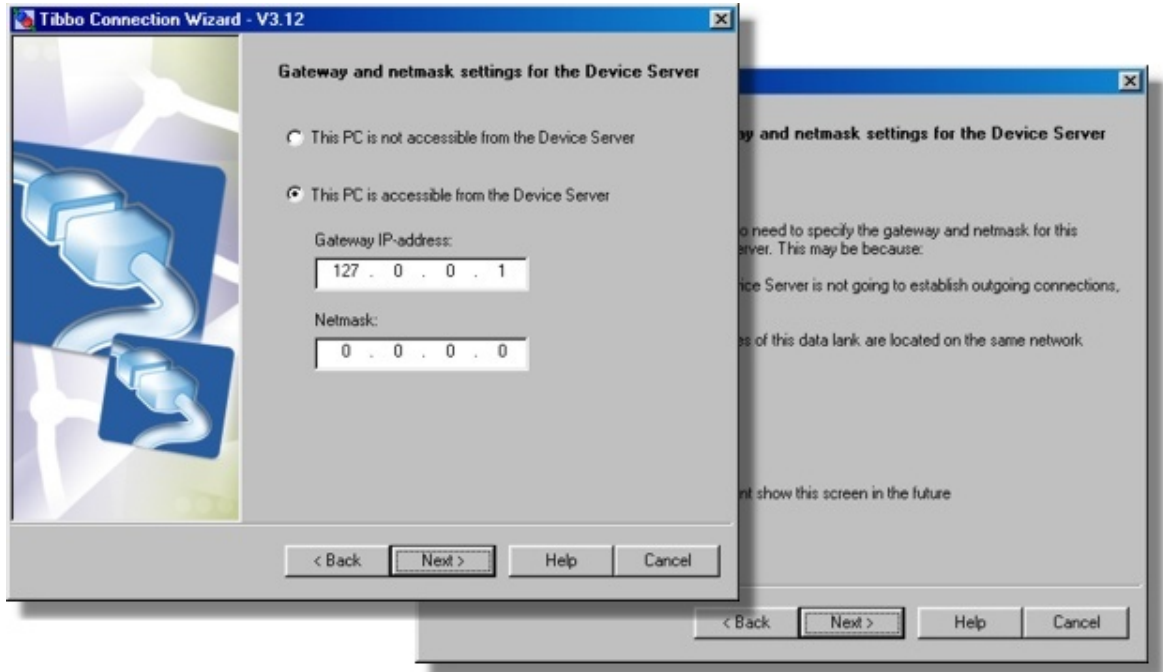 Tibbo Connection Wizard - V3.12
Gateway and netmask settings for the Device Server
This PC is not accessible from the Device Server
This PC is accessible from the Device Server
Gateway IP-address:
127 . 0 . 0 . 1
Netmask:
0 . 0 . 0 . 0
< Back Next > Help Cancel
and netmask settings for the Device Server
need to specify the gateway and netmask for this
This may be because:
Server is not going to establish outgoing connections,
of this data lank are located on the same network
show this screen in the future
< Back Next > Help Cancel